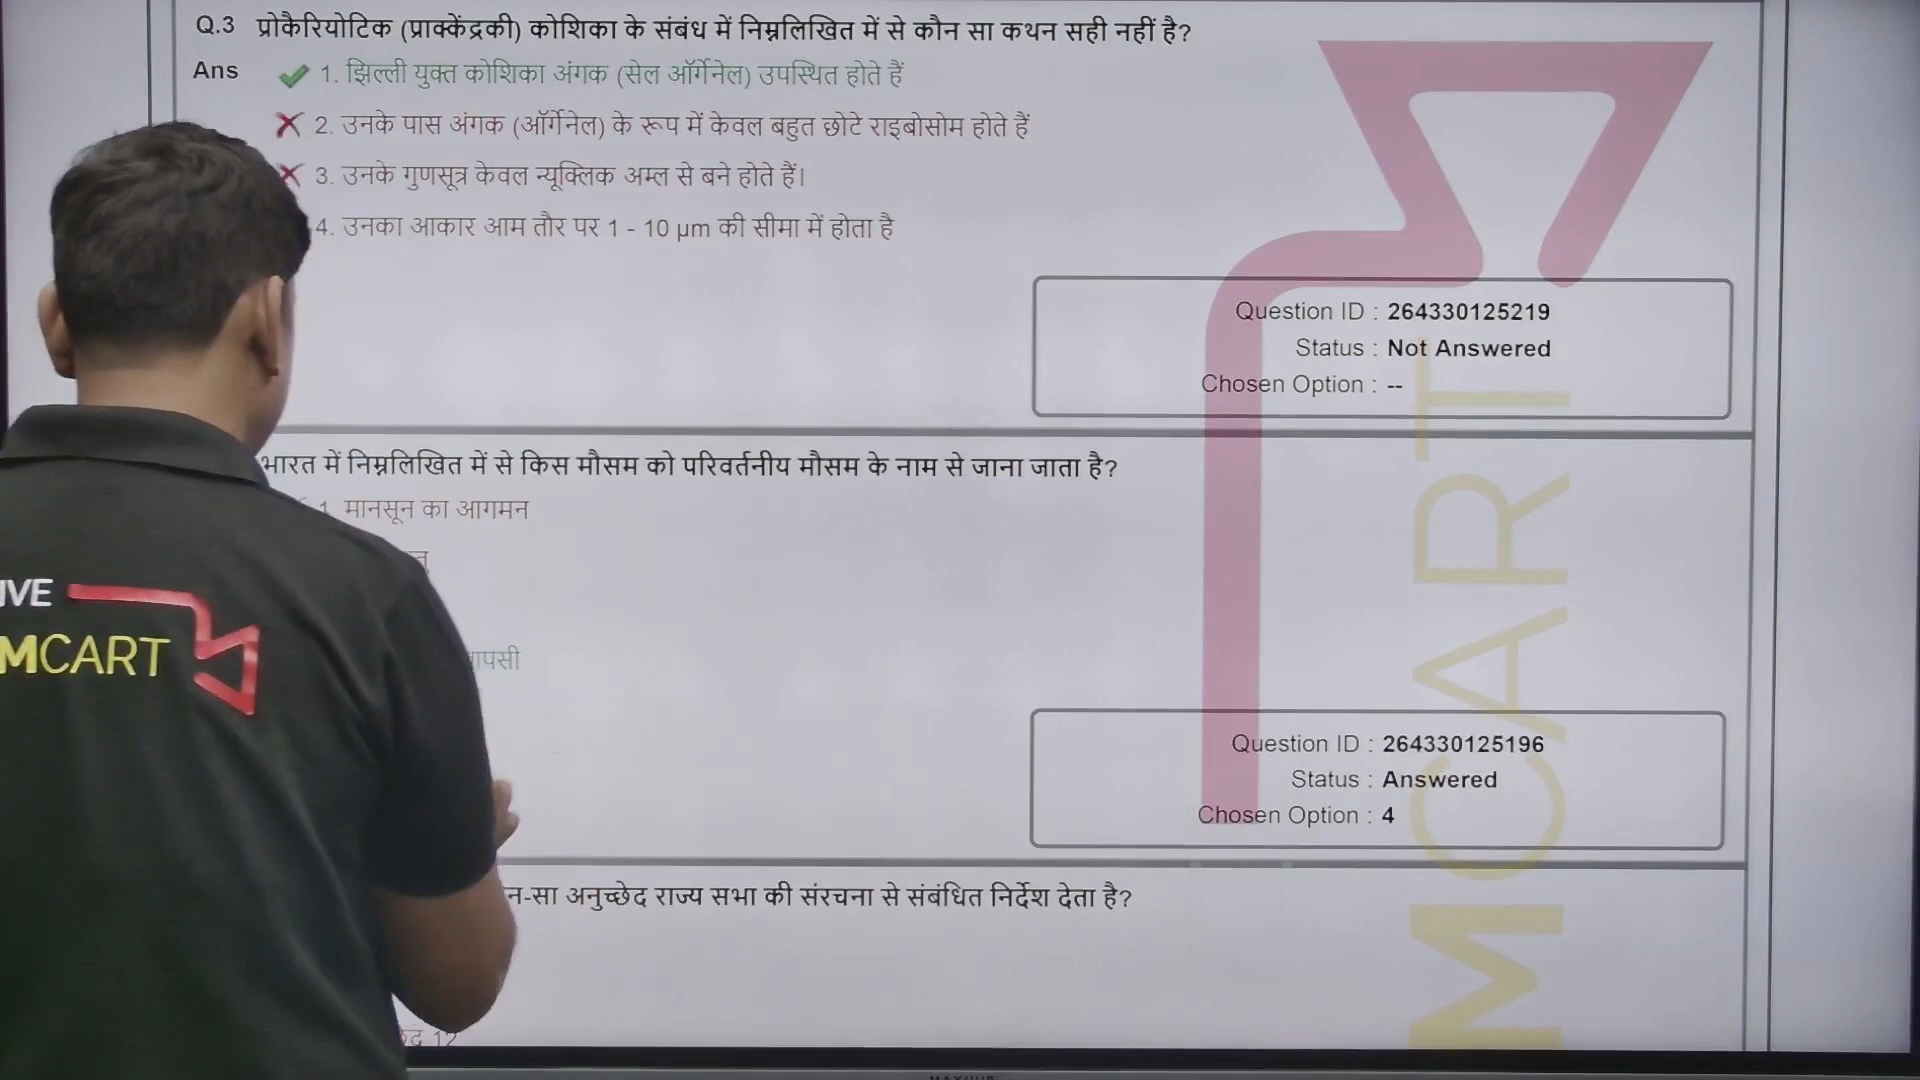 Q.3 प्रोकैरियोटिक (प्राक्केंद्रकी) कोशिका के संबंध में निम्नलिखित में से कौन सा कथन सही नहीं है?
Ans 1. झिल्ली युक्त कोशिका अंगक (सेल ऑर्गेनेल) उपस्थित होते हैं
2. उनके पास अंगक (ऑर्गेनेल) के रूप में केवल बहुत छोटे राइबोसोम होते हैं
3. उनके गुणसूत्र केवल न्यूक्लिक अम्ल से बने होते हैं।
4. उनका आकार आम तौर पर 1 - 10 µm की सीमा में होता है
Question ID : 264330125219
Status : Not Answered
Chosen Option : --
भारत में निम्नलिखित में से किस मौसम को परिवर्तनीय मौसम के नाम से जाना जाता है?
1. मानसून का आगमन
Question ID : 264330125196
Status : Answered
Chosen Option : 4
न-सा अनुच्छेद राज्य सभा की संरचना से संबंधित निर्देश देता है?
12
IVE
MCART
MCART